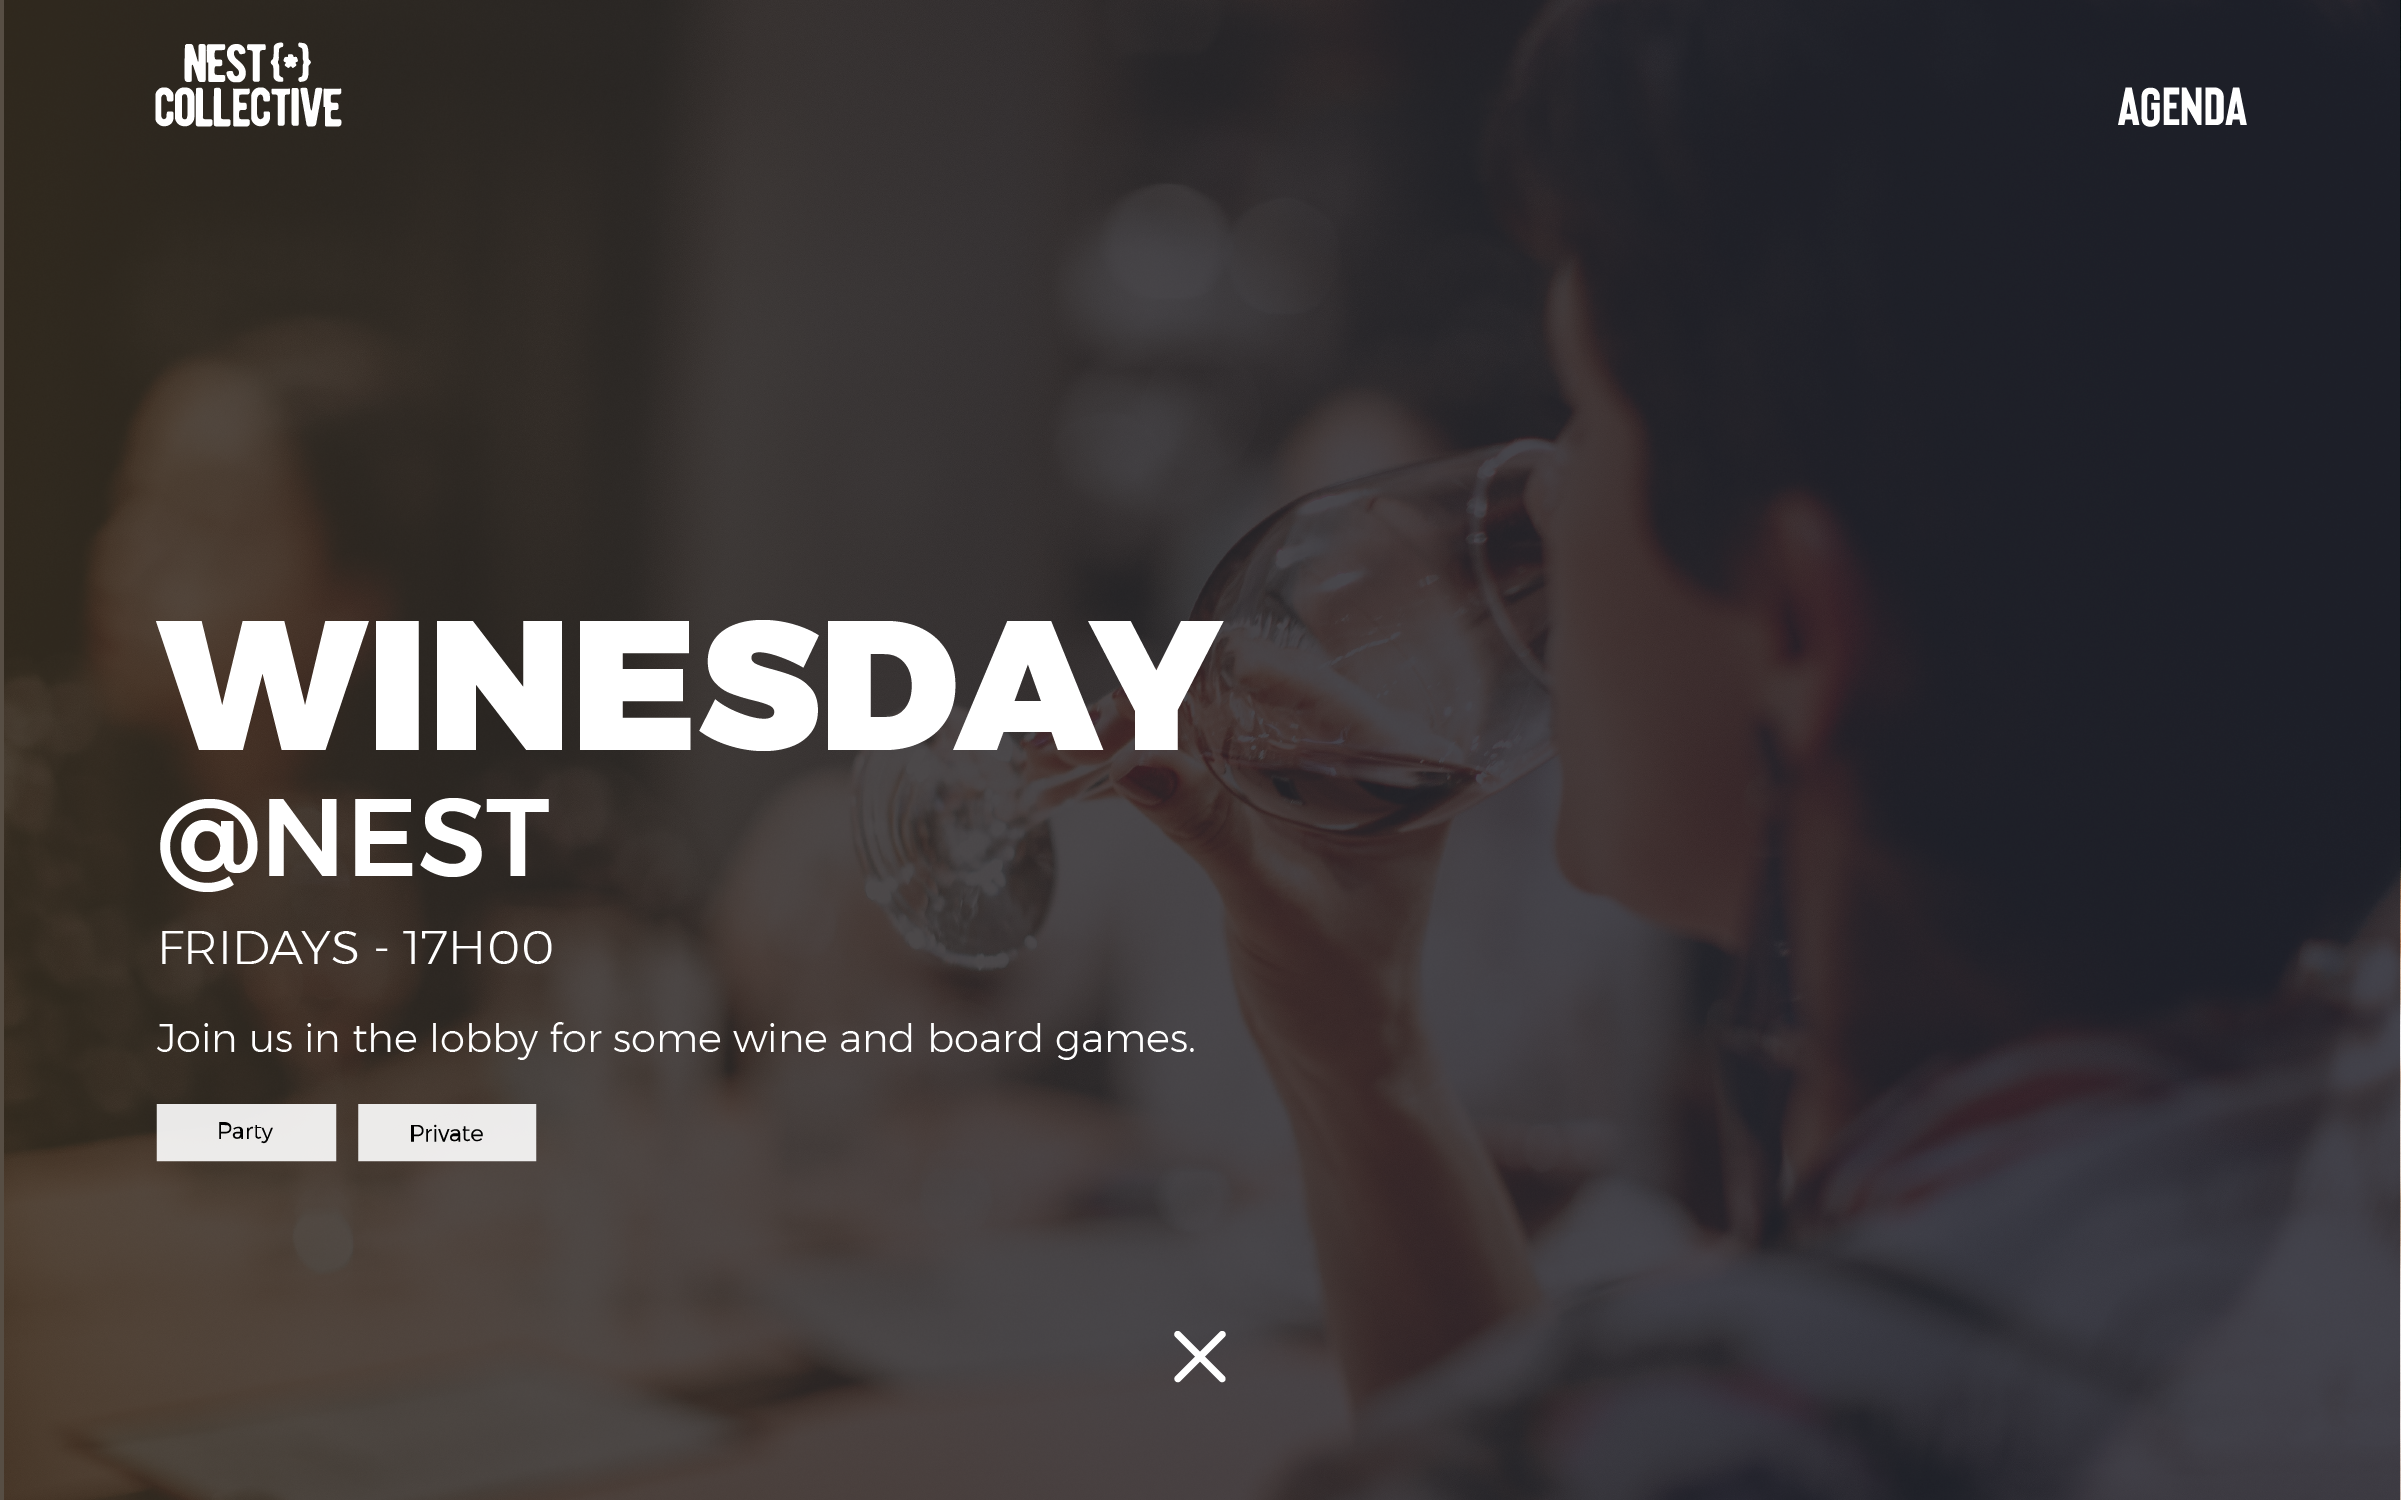 NEST {*}
COLLECTIVE
AGENDA
WINESDAY
@NEST
FRIDAYS - 17H00
Join us in the lobby for some wine and board games.
Party
Private